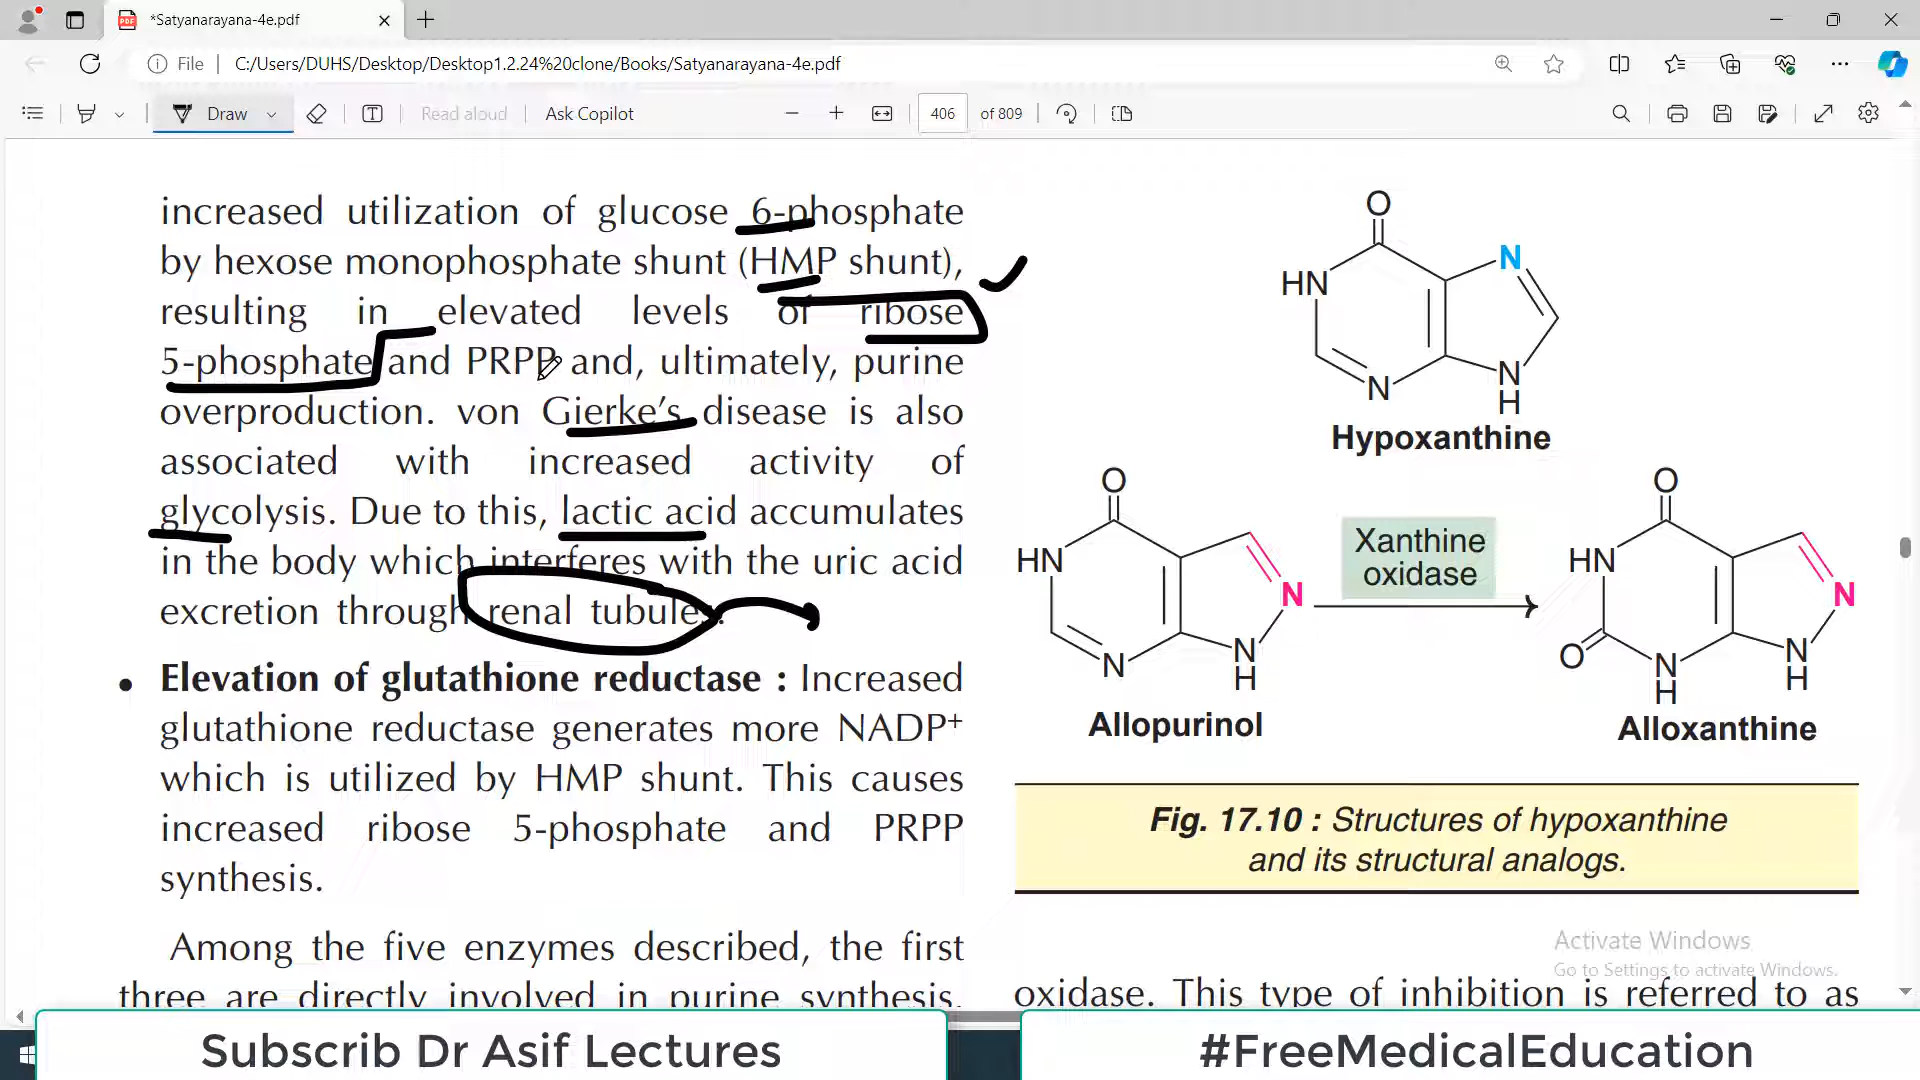 *Satyanarayana-4e.pdf
File
C:/Users/DUHS/Desktop/Desktop1.2.24%20clone/Books/Satyanarayana-4e.pdf
Draw
Read aloud
Ask Copilot
406 of 809
increased utilization of glucose 6-phosphate
by hexose monophosphate shunt (HMP shunt),
resulting in elevated levels of ribose
5-phosphate and PRPP and, ultimately, purine
overproduction. von Gierke's disease is also
associated with increased activity of
glycolysis. Due to this, lactic acid accumulates
in the body which interferes with the uric acid
excretion through renal tubules.
• Elevation of glutathione reductase : Increased
glutathione reductase generates more NADP+
which is utilized by HMP shunt. This causes
increased ribose 5-phosphate and PRPP
synthesis.
Among the five enzymes described, the first
three are directly involved in purine synthesis.
O
HN
N
N
N
H
Hypoxanthine
O
HN
N
N
N
H
Allopurinol
Xanthine
oxidase
O
HN
N
O
N
H
N
H
Alloxanthine
Fig. 17.10 : Structures of hypoxanthine
and its structural analogs.
oxidase. This type of inhibition is referred to as
Activate Windows
Go to Settings to activate Windows.
Subscrib Dr Asif Lectures
#FreeMedicalEducation